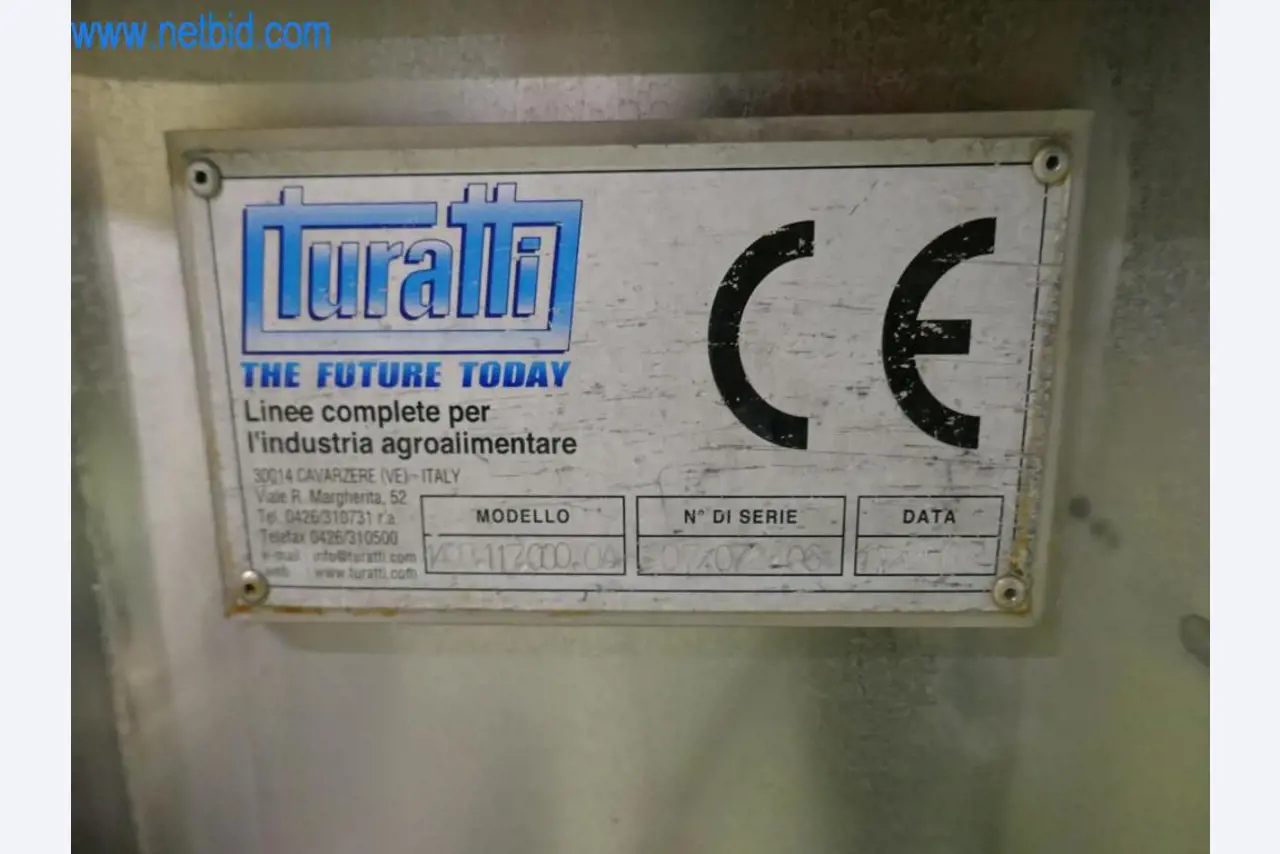 www.netbid.com
turatti
THE FUTURE TODAY
Linee complete per
l'industria agroalimentare
30014 CAVARZERE (VE) - ITALY
Viale R. Margherita, 52
Tel. 0426/310731 r.a.
Telefax 0426/310500
e-mail info@turatti.com
web www.turatti.com
CE
MODELLO
N° DI SERIE
DATA